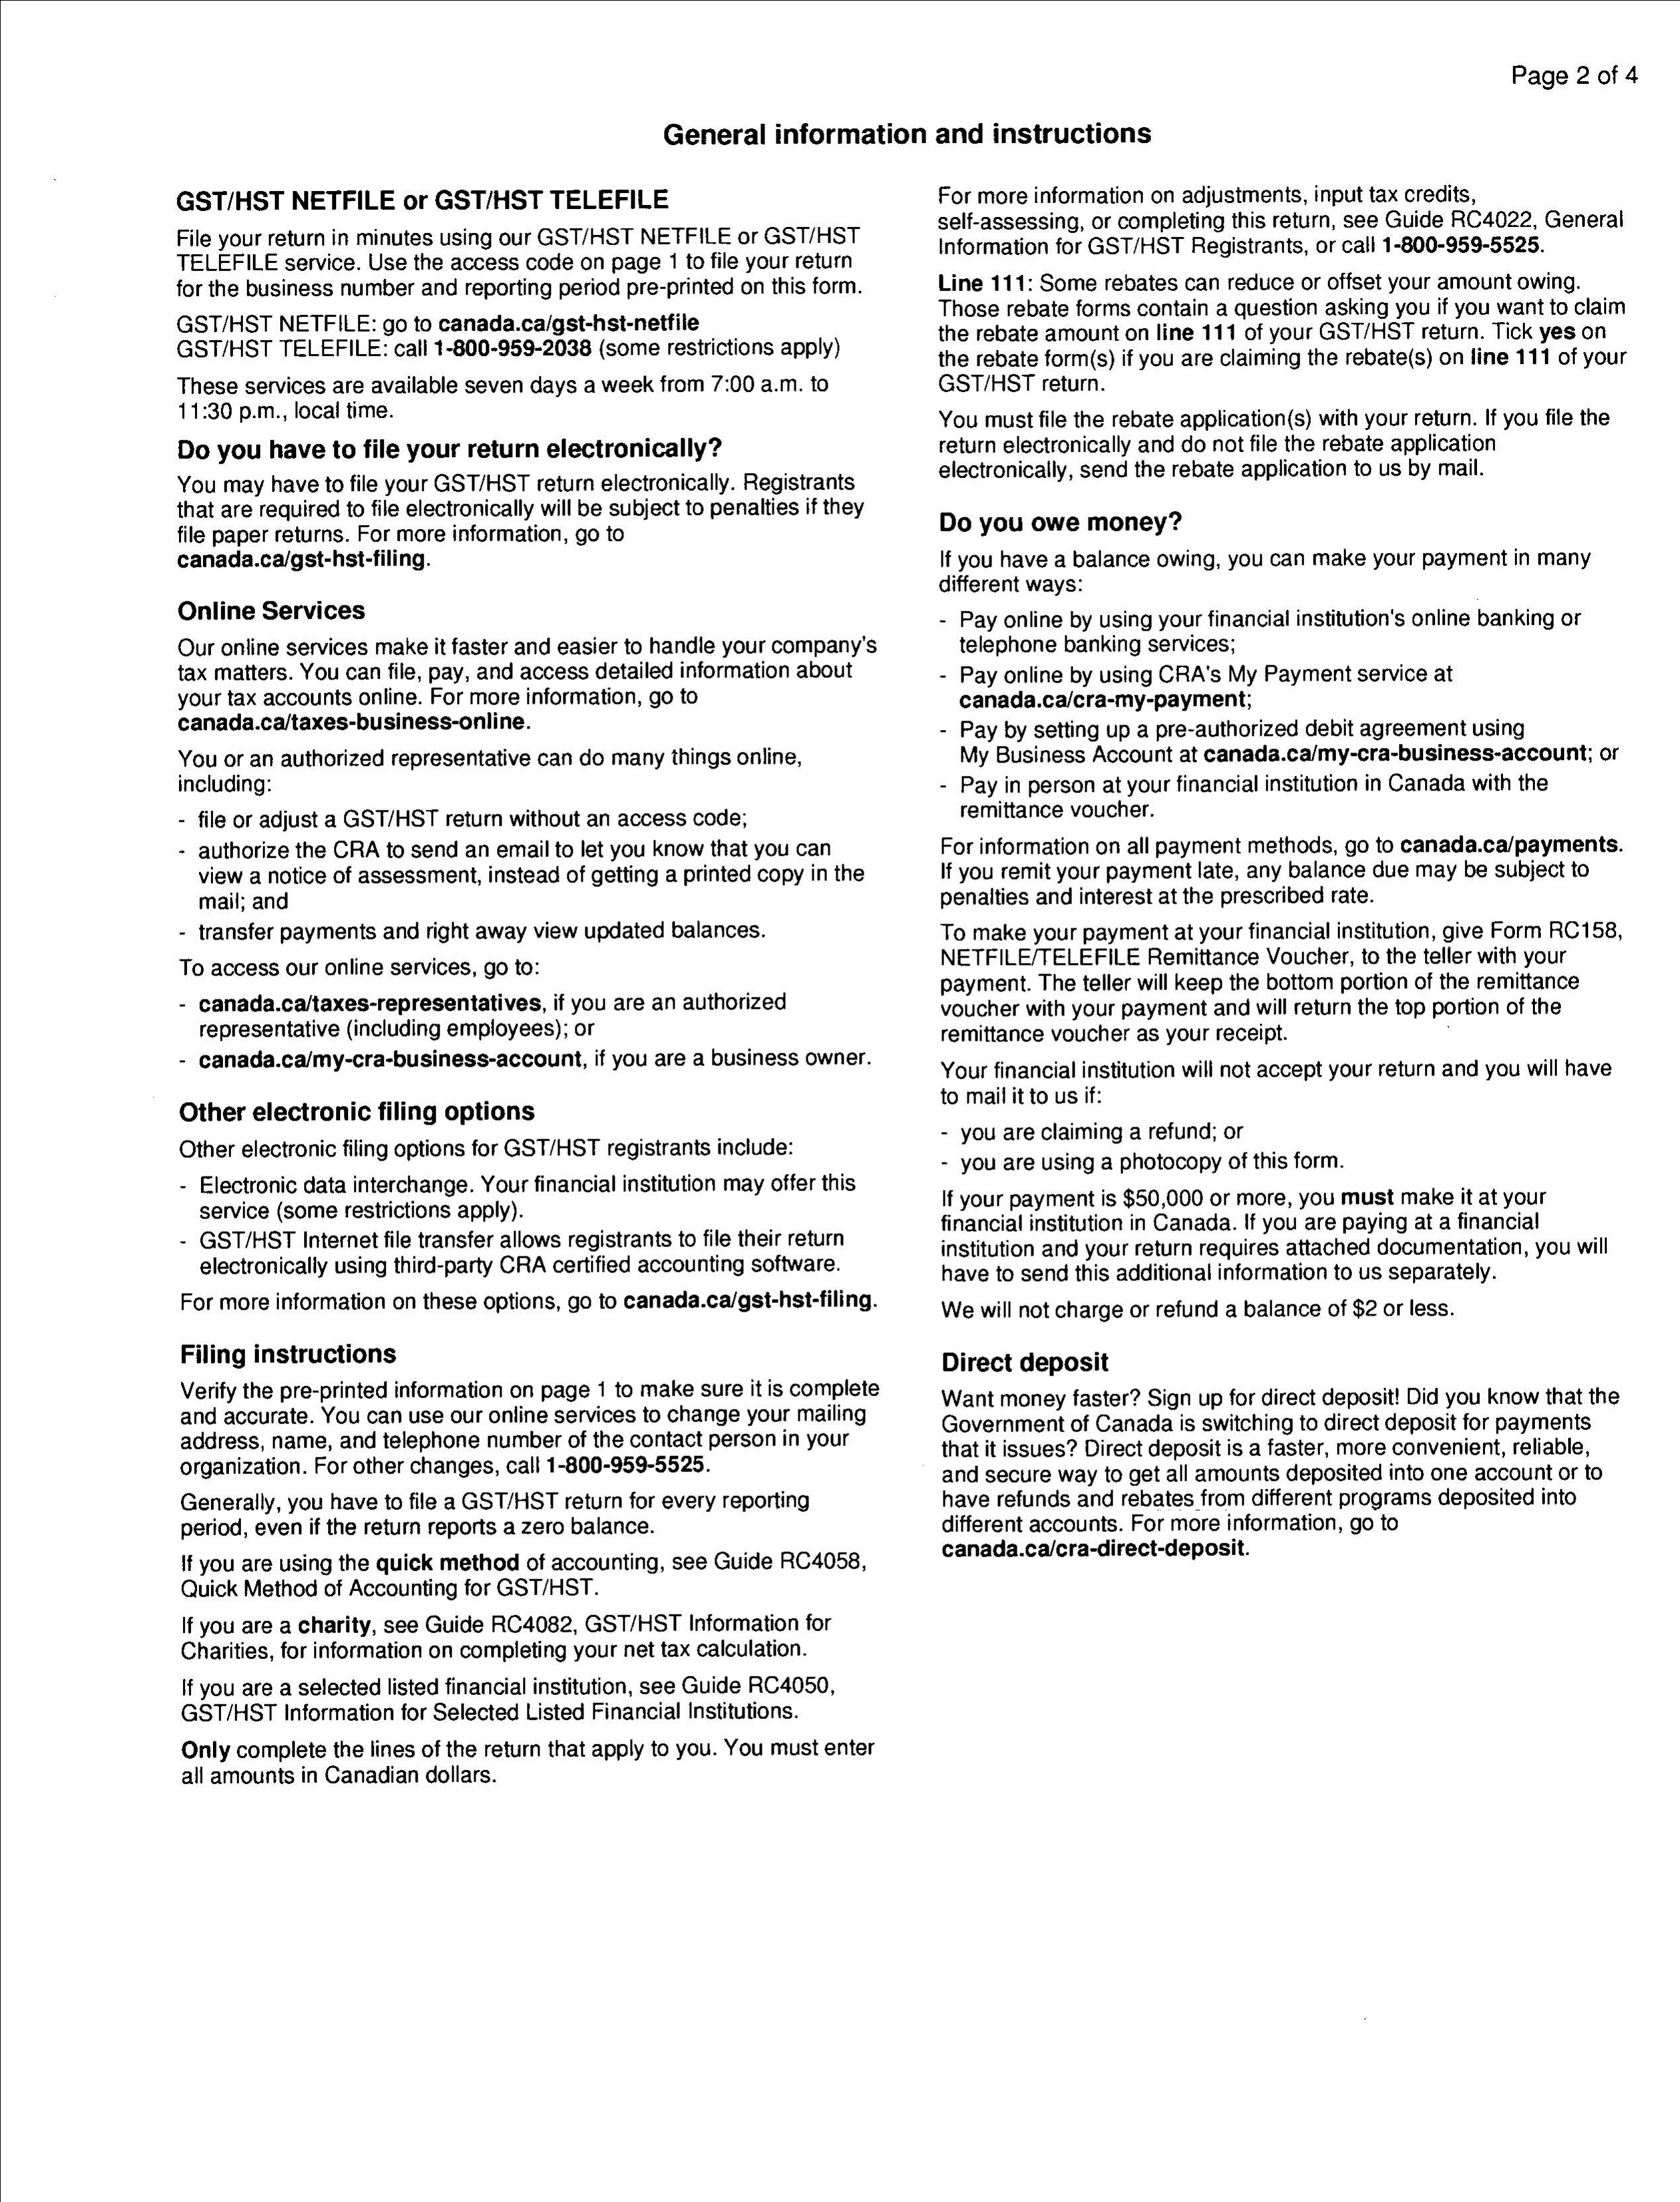 Page 2 of 4
General information and instructions
GST/HST NETFILE or GST/HST TELEFILE
File your return in minutes using our GST/HST NETFILE or GST/HST
TELEFILE service. Use the access code on page 1 to file your return
for the business number and reporting period pre-printed on this form.
GST/HST NETFILE: go to canada.ca/gst-hst-netfile
GST/HST TELEFILE: call 1-800-959-2038 (some restrictions apply)
These services are available seven days a week from 7:00 a.m. to
11:30 p.m., local time.
Do you have to file your return electronically?
You may have to file your GST/HST return electronically. Registrants
that are required to file electronically will be subject to penalties if they
file paper returns. For more information, go to
canada.ca/gst-hst-filing.
Online Services
Our online services make it faster and easier to handle your company's
tax matters. You can file, pay, and access detailed information about
your tax accounts online. For more information, go to
canada.ca/taxes-business-online.
You or an authorized representative can do many things online,
including:
- file or adjust a GST/HST return without an access code;
- authorize the CRA to send an email to let you know that you can
view a notice of assessment, instead of getting a printed copy in the
mail; and
- transfer payments and right away view updated balances.
To access our online services, go to:
- canada.ca/taxes-representatives, if you are an authorized
representative (including employees); or
- canada.ca/my-cra-business-account, if you are a business owner.
Other electronic filing options
Other electronic filing options for GST/HST registrants include:
- Electronic data interchange. Your financial institution may offer this
service (some restrictions apply).
- GST/HST Internet file transfer allows registrants to file their return
electronically using third-party CRA certified accounting software.
For more information on these options, go to canada.ca/gst-hst-filing.
Filing instructions
Verify the pre-printed information on page 1 to make sure it is complete
and accurate. You can use our online services to change your mailing
address, name, and telephone number of the contact person in your
organization. For other changes, call 1-800-959-5525.
Generally, you have to file a GST/HST return for every reporting
period, even if the return reports a zero balance.
If you are using the quick method of accounting, see Guide RC4058,
Quick Method of Accounting for GST/HST.
If you are a charity, see Guide RC4082, GST/HST Information for
Charities, for information on completing your net tax calculation.
If you are a selected listed financial institution, see Guide RC4050,
GST/HST Information for Selected Listed Financial Institutions.
Only complete the lines of the return that apply to you. You must enter
all amounts in Canadian dollars.
For more information on adjustments, input tax credits,
self-assessing, or completing this return, see Guide RC4022, General
Information for GST/HST Registrants, or call 1-800-959-5525.
Line 111: Some rebates can reduce or offset your amount owing.
Those rebate forms contain a question asking you if you want to claim
the rebate amount on line 111 of your GST/HST return. Tick yes on
the rebate form(s) if you are claiming the rebate(s) on line 111 of your
GST/HST return.
You must file the rebate application(s) with your return. If you file the
return electronically and do not file the rebate application
electronically, send the rebate application to us by mail.
Do you owe money?
If you have a balance owing, you can make your payment in many
different ways:
- Pay online by using your financial institution's online banking or
telephone banking services;
- Pay online by using CRA's My Payment service at
canada.ca/cra-my-payment;
- Pay by setting up a pre-authorized debit agreement using
My Business Account at canada.ca/my-cra-business-account; or
- Pay in person at your financial institution in Canada with the
remittance voucher.
For information on all payment methods, go to canada.ca/payments.
If you remit your payment late, any balance due may be subject to
penalties and interest at the prescribed rate.
To make your payment at your financial institution, give Form RC158,
NETFILE/TELEFILE Remittance Voucher, to the teller with your
payment. The teller will keep the bottom portion of the remittance
voucher with your payment and will return the top portion of the
remittance voucher as your receipt.
Your financial institution will not accept your return and you will have
to mail it to us if:
- you are claiming a refund; or
- you are using a photocopy of this form.
If your payment is $50,000 or more, you must make it at your
financial institution in Canada. If you are paying at a financial
institution and your return requires attached documentation, you will
have to send this additional information to us separately.
We will not charge or refund a balance of $2 or less.
Direct deposit
Want money faster? Sign up for direct deposit! Did you know that the
Government of Canada is switching to direct deposit for payments
that it issues? Direct deposit is a faster, more convenient, reliable,
and secure way to get all amounts deposited into one account or to
have refunds and rebates from different programs deposited into
different accounts. For more information, go to
canada.ca/cra-direct-deposit.